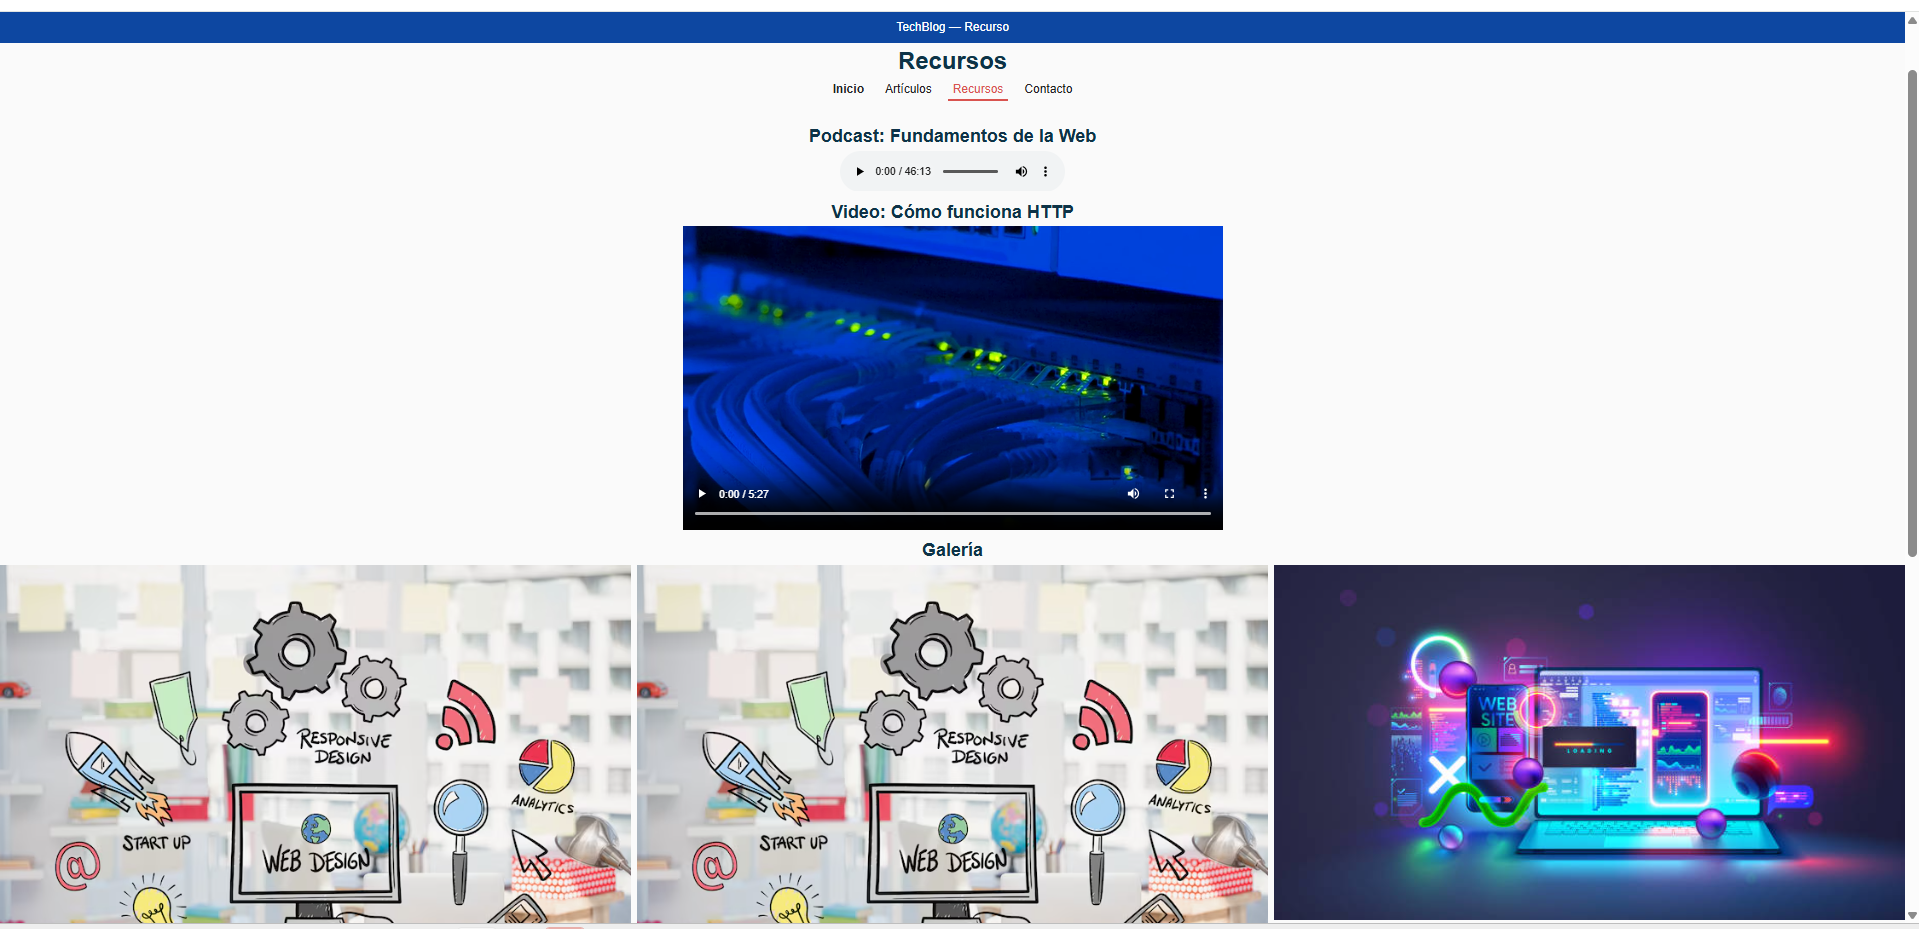 TechBlog — Recurso
Recursos
Inicio Artículos Recursos Contacto
Podcast: Fundamentos de la Web
0:00 / 46:13
Video: Cómo funciona HTTP
0:00 / 5:27
Galería
RESPONSIVE
DESIGN
ANALYTICS
START UP
@
WEB DESIGN
RESPONSIVE
DESIGN
ANALYTICS
START UP
@
WEB DESIGN
WEB
SITE
LOADING